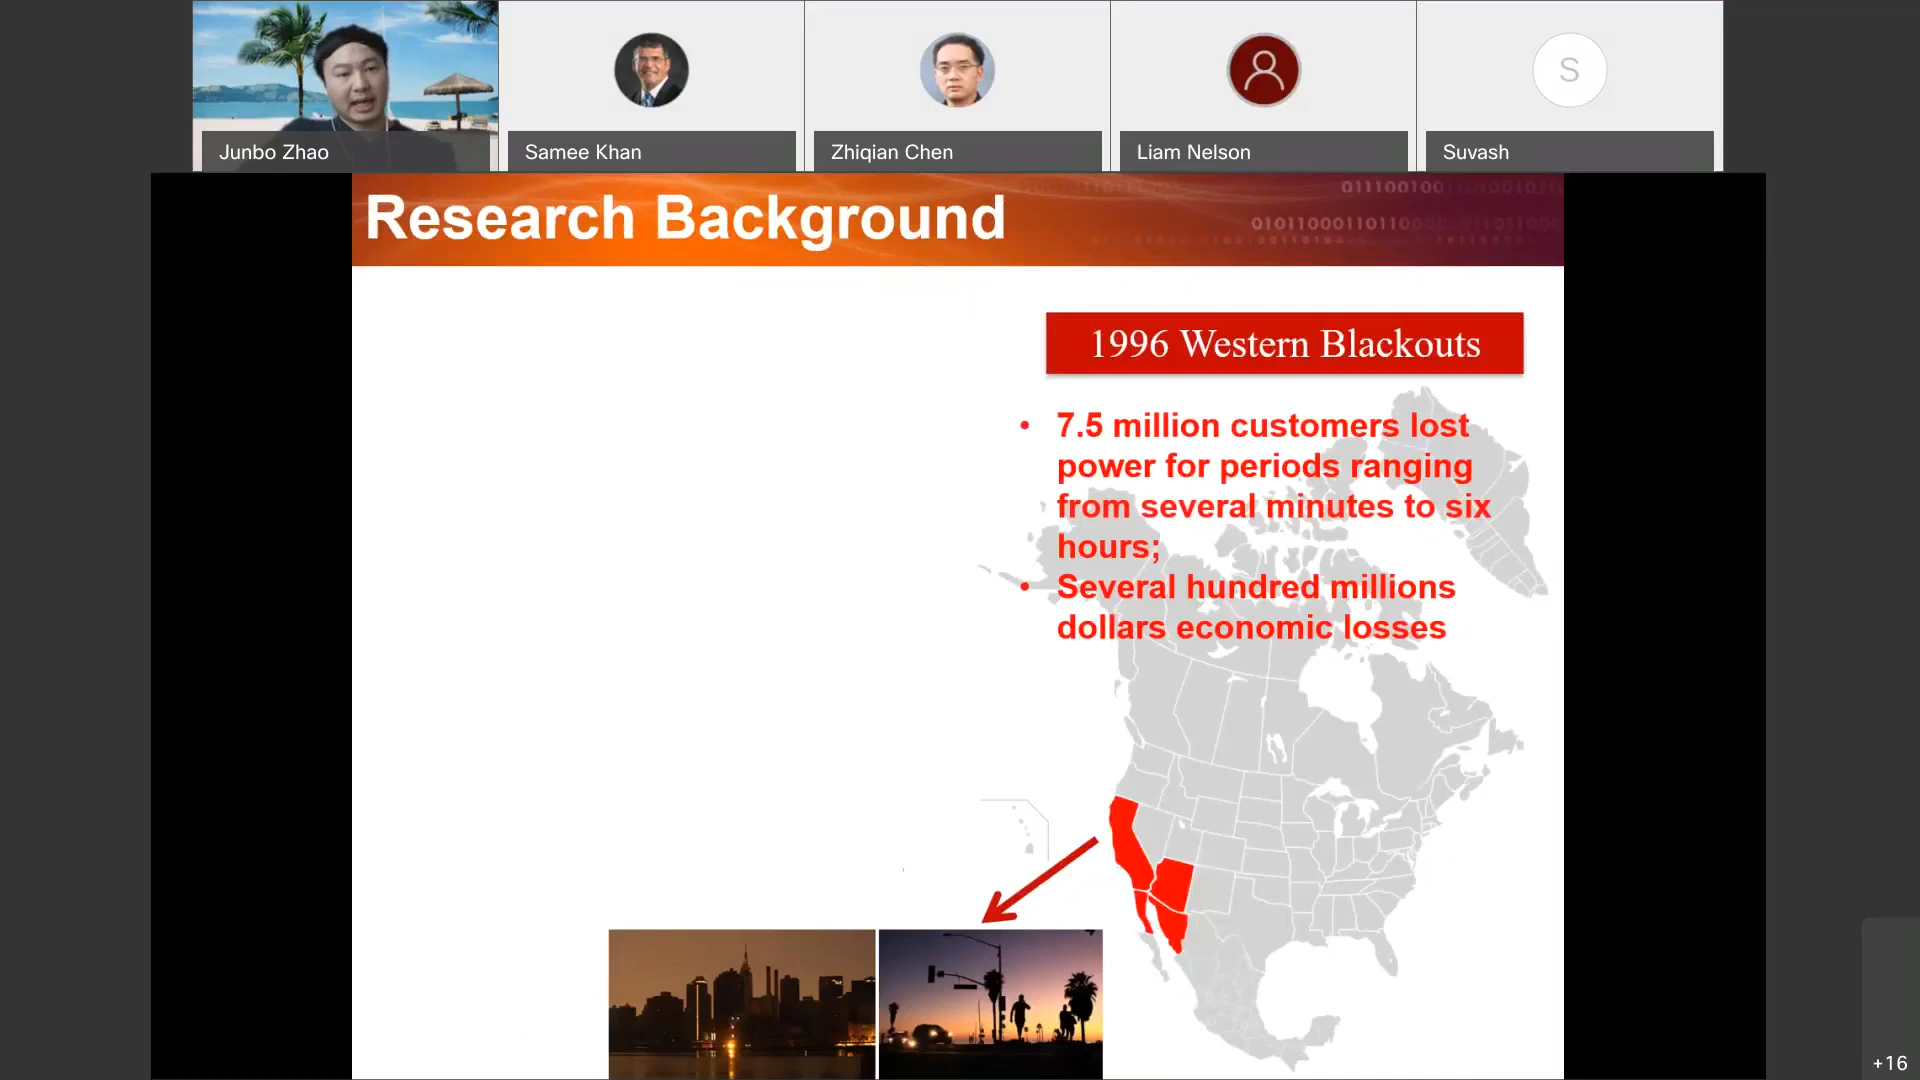 Junbo Zhao
Samee Khan
Zhiqian Chen
Liam Nelson
S
Suvash
Research Background
1996 Western Blackouts
• 7.5 million customers lost
power for periods ranging
from several minutes to six
hours;
• Several hundred millions
dollars economic losses
+16